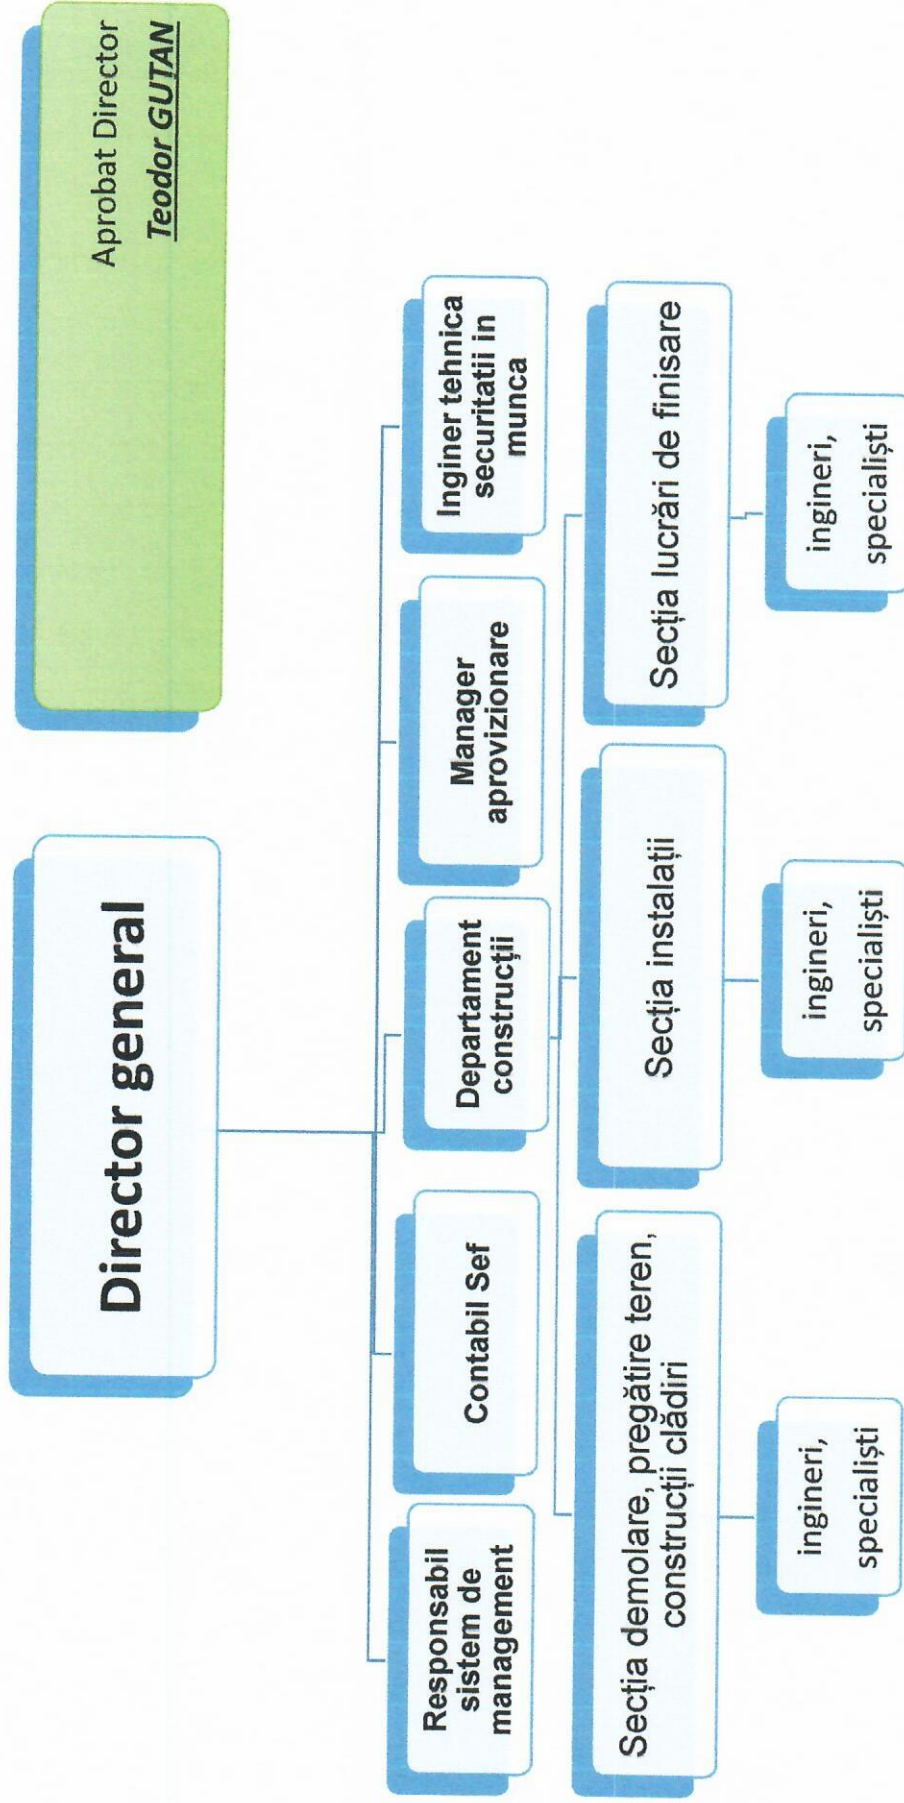 Aprobat Director
Teodor GUTAN
Director general
Responsabil
sistem de
management
Contabil Sef
Departament
construcții
Manager
aprovizionare
Inginer tehnica
securitatii in
munca
Secția demolare, pregătire teren,
construcții clădiri
Secția instalații
Secția lucrări de finisare
ingineri,
specialiști
ingineri,
specialiști
ingineri,
specialiști